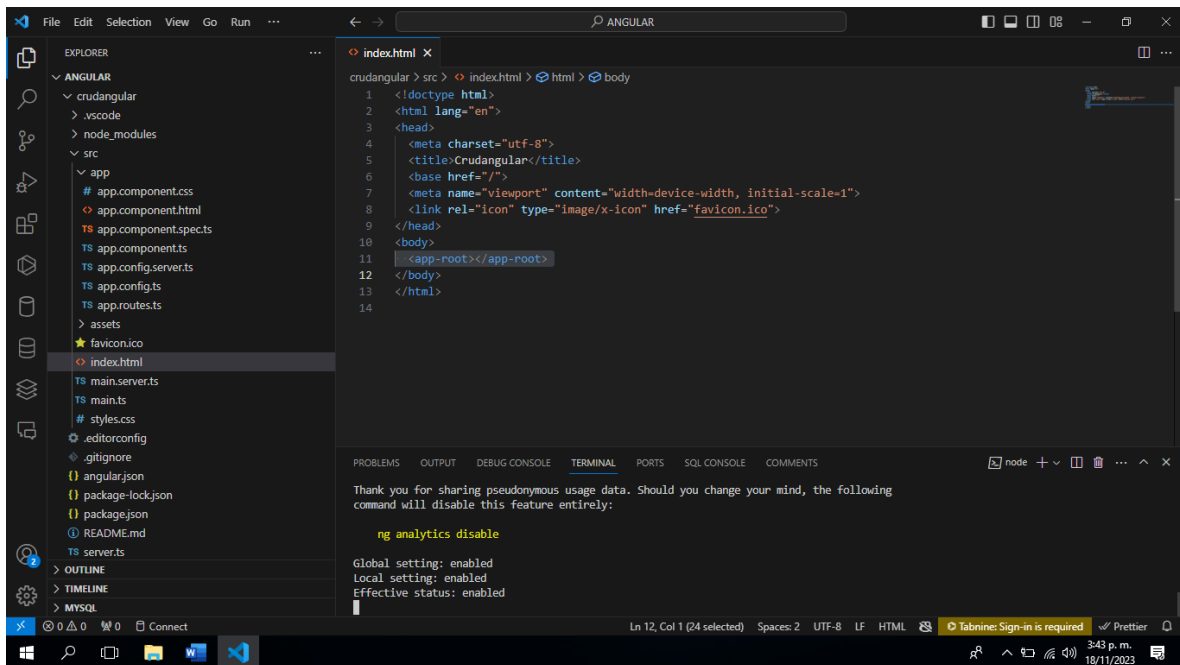 File Edit Selection View Go Run ···
ANGULAR
EXPLORER
ANGULAR
crudangular
.vscode
node_modules
src
app
# app.component.css
<> app.component.html
TS app.component.spec.ts
TS app.component.ts
TS app.config.server.ts
TS app.config.ts
TS app.routes.ts
assets
favicon.ico
<> index.html
TS main.server.ts
TS main.ts
# styles.css
.editorconfig
.gitignore
{} angular.json
{} package-lock.json
{} package.json
README.md
TS server.ts
OUTLINE
TIMELINE
MYSQL
2
<> index.html
crudangular > src > <> index.html > html > body
1 <!doctype html>
2 <html lang="en">
3 <head>
4 <meta charset="utf-8">
5 <title>Crudangular</title>
6 <base href="/">
7 <meta name="viewport" content="width=device-width, initial-scale=1">
8 <link rel="icon" type="image/x-icon" href="favicon.ico">
9 </head>
10 <body>
11 <app-root></app-root>
12 </body>
13 </html>
14
PROBLEMS OUTPUT DEBUG CONSOLE TERMINAL PORTS SQL CONSOLE COMMENTS node
Thank you for sharing pseudonymous usage data. Should you change your mind, the following
command will disable this feature entirely:
ng analytics disable
Global setting: enabled
Local setting: enabled
Effective status: enabled
0 0 0 Connect Ln 12, Col 1 (24 selected) Spaces: 2 UTF-8 LF HTML Tabnine: Sign-in is required Prettier
3:43 p. m.
18/11/2023